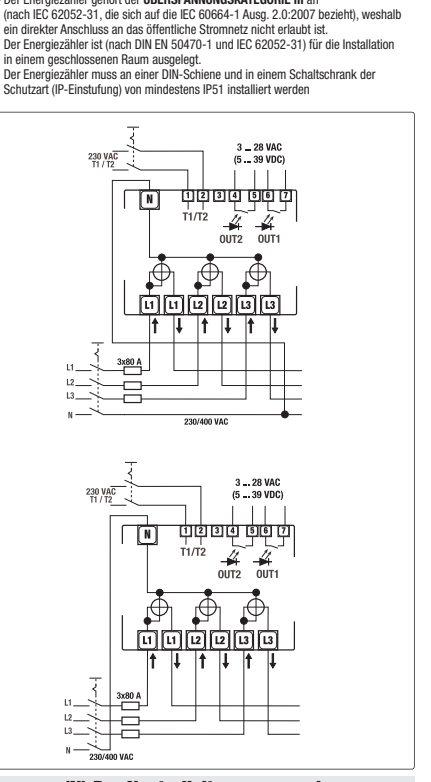 Der Energiezähler gehört der ÜBERSPANNUNGSKATEGORIE III an
(nach IEC 62052-31, die sich auf die IEC 60664-1 Ausg. 2.0:2007 bezieht), weshalb
ein direkter Anschluss an das öffentliche Stromnetz nicht erlaubt ist.
Der Energiezähler ist (nach DIN EN 50470-1 und IEC 62052-31) für die Installation
in einem geschlossenen Raum ausgelegt.
Der Energiezähler muss an einer DIN-Schiene und in einem Schaltschrank der
Schutzart (IP-Einstufung) von mindestens IP51 installiert werden
230 VAC
T1 / T2
3 ... 28 VAC
(5 ... 39 VDC)
N 1 2 3 4 5 6 7
T1/T2
OUT2 OUT1
L1 L1 L2 L2 L3 L3
3x80 A
L1
L2
L3
N
230/400 VAC
230 VAC
T1 / T2
3 ... 28 VAC
(5 ... 39 VDC)
N 1 2 3 4 5 6 7
T1/T2
OUT2 OUT1
L1 L1 L2 L2 L3 L3
3x80 A
L1
L2
L3
N
230/400 VAC